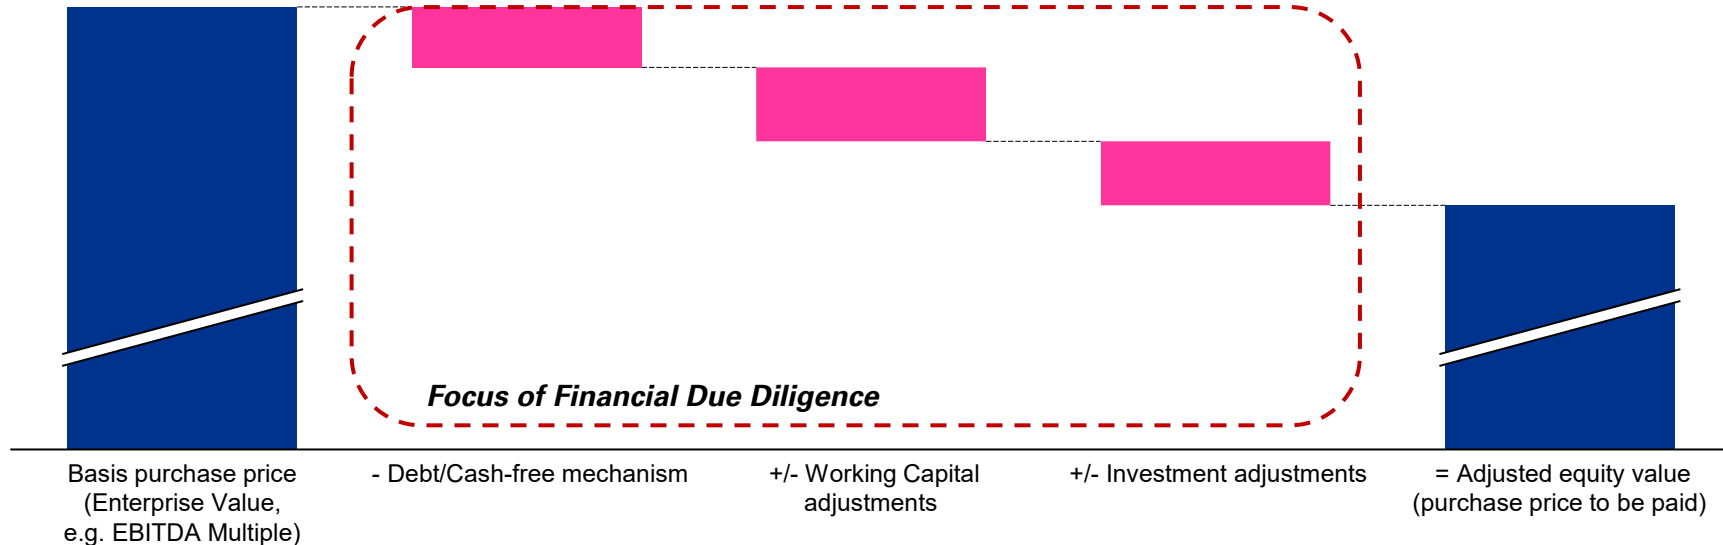 Focus of Financial Due Diligence
Basis purchase price
(Enterprise Value,
e.g. EBITDA Multiple)
- Debt/Cash-free mechanism
+/- Working Capital
adjustments
+/- Investment adjustments
= Adjusted equity value
(purchase price to be paid)